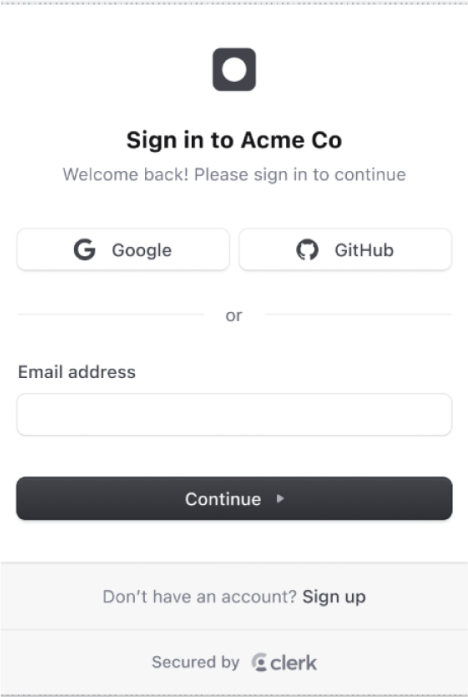 Sign in to Acme Co
Welcome back! Please sign in to continue
Google
GitHub
or
Email address
Continue
Don’t have an account? Sign up
Secured by clerk